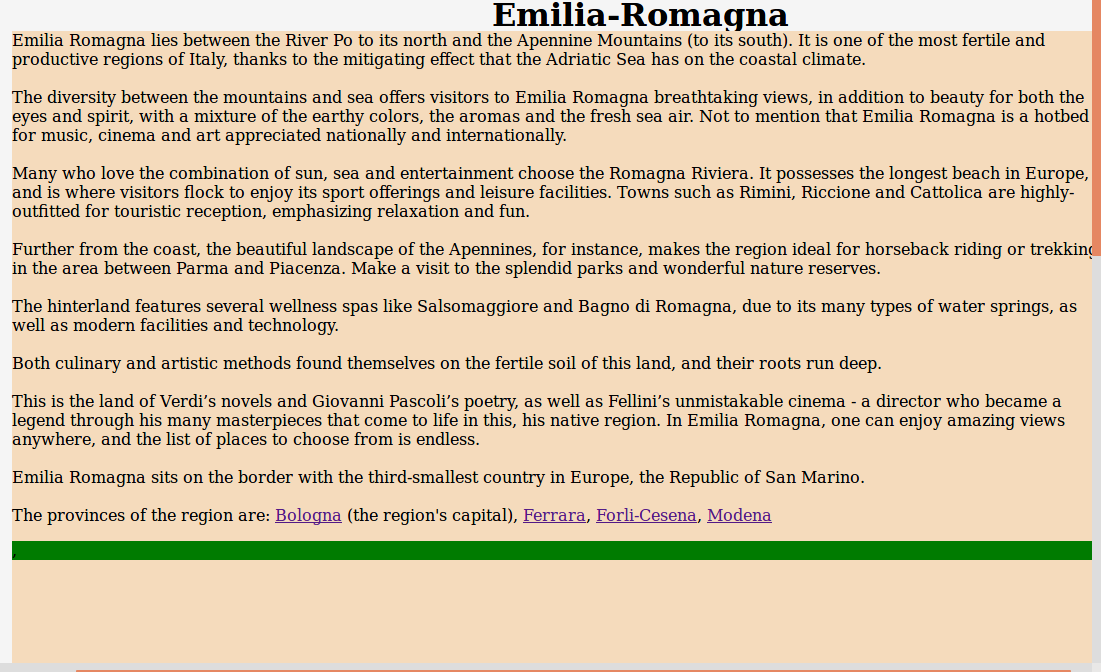 Emilia-Romagna
Emilia Romagna lies between the River Po to its north and the Apennine Mountains (to its south). It is one of the most fertile and
productive regions of Italy, thanks to the mitigating effect that the Adriatic Sea has on the coastal climate.
The diversity between the mountains and sea offers visitors to Emilia Romagna breathtaking views, in addition to beauty for both the
eyes and spirit, with a mixture of the earthy colors, the aromas and the fresh sea air. Not to mention that Emilia Romagna is a hotbed
for music, cinema and art appreciated nationally and internationally.
Many who love the combination of sun, sea and entertainment choose the Romagna Riviera. It possesses the longest beach in Europe,
and is where visitors flock to enjoy its sport offerings and leisure facilities. Towns such as Rimini, Riccione and Cattolica are highly-
outfitted for touristic reception, emphasizing relaxation and fun.
Further from the coast, the beautiful landscape of the Apennines, for instance, makes the region ideal for horseback riding or trekking
in the area between Parma and Piacenza. Make a visit to the splendid parks and wonderful nature reserves.
The hinterland features several wellness spas like Salsomaggiore and Bagno di Romagna, due to its many types of water springs, as
well as modern facilities and technology.
Both culinary and artistic methods found themselves on the fertile soil of this land, and their roots run deep.
This is the land of Verdi’s novels and Giovanni Pascoli’s poetry, as well as Fellini’s unmistakable cinema - a director who became a
legend through his many masterpieces that come to life in this, his native region. In Emilia Romagna, one can enjoy amazing views
anywhere, and the list of places to choose from is endless.
Emilia Romagna sits on the border with the third-smallest country in Europe, the Republic of San Marino.
The provinces of the region are: Bologna (the region's capital), Ferrara, Forli-Cesena, Modena
,